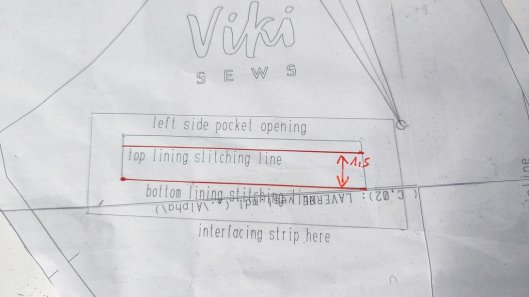 Viki
SEWS
left side pocket opening
1,5
top lining stitching line
bottom lining stitching line
interfacing strip here
line